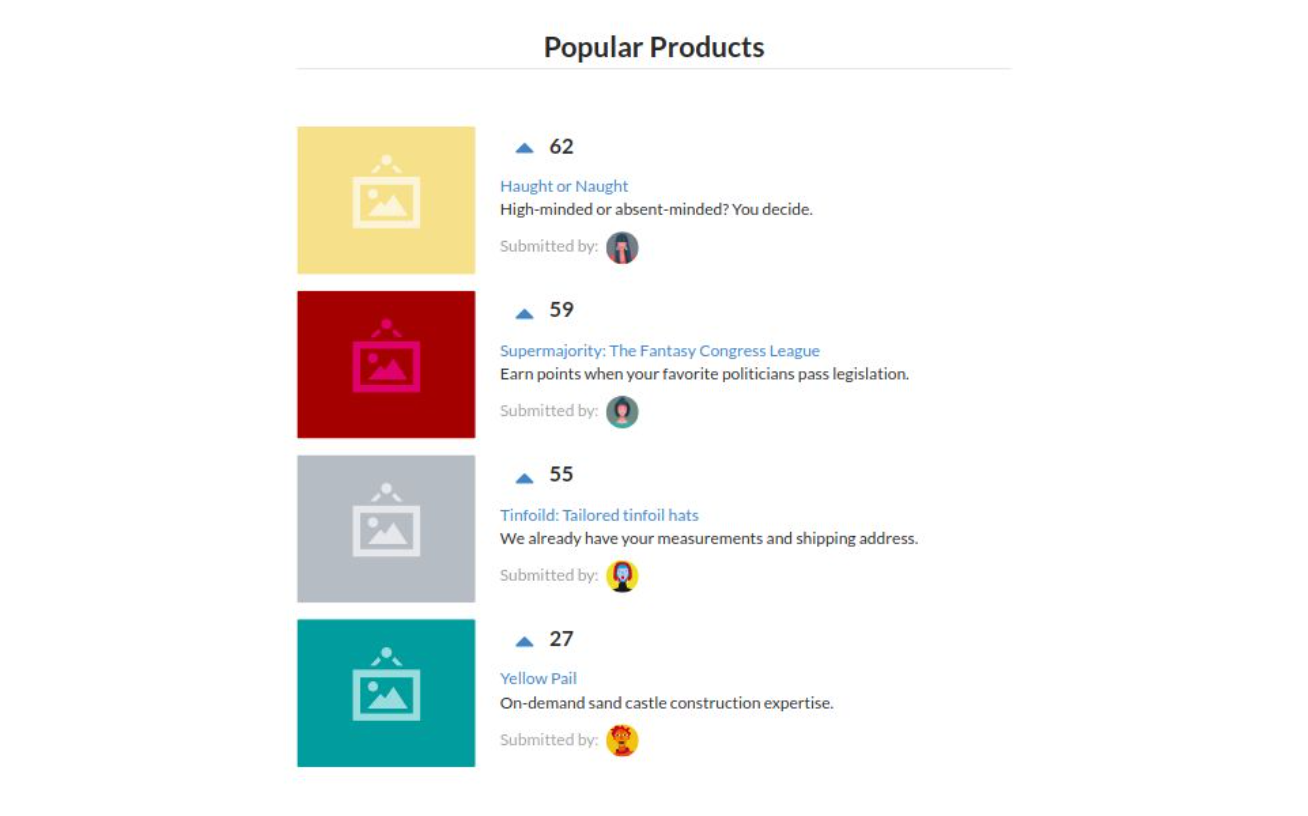 Popular Products
62
Haught or Naught
High-minded or absent-minded? You decide.
Submitted by:
59
Supermajority: The Fantasy Congress League
Earn points when your favorite politicians pass legislation.
Submitted by:
55
Tinfoild: Tailored tinfoil hats
We already have your measurements and shipping address.
Submitted by:
27
Yellow Pail
On-demand sand castle construction expertise.
Submitted by: